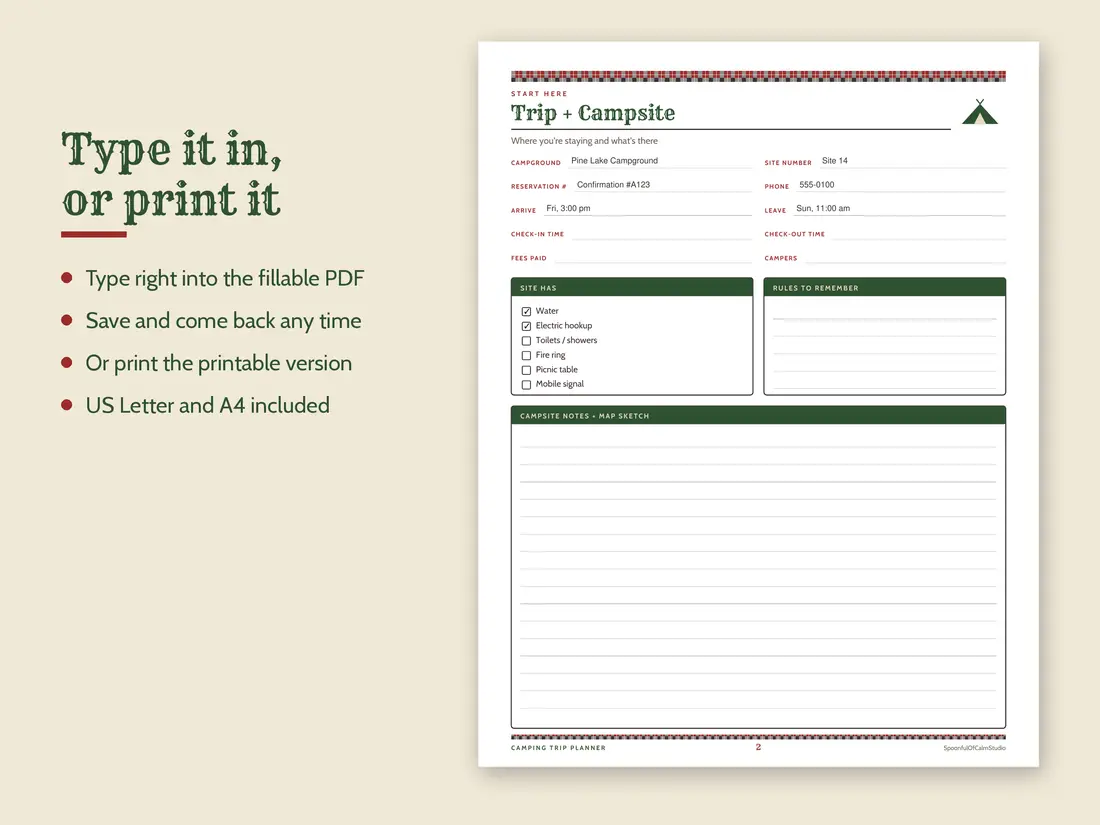 Type it in,
or print it
Type right into the fillable PDF
Save and come back any time
Or print the printable version
US Letter and A4 included
START HERE
Trip + Campsite
Where you're staying and what's there
CAMPGROUND Pine Lake Campground
SITE NUMBER Site 14
RESERVATION # Confirmation #A123
PHONE 555-0100
ARRIVE Fri, 3:00 pm
LEAVE Sun, 11:00 am
CHECK-IN TIME
CHECK-OUT TIME
FEES PAID
CAMPERS
SITE HAS
Water
Electric hookup
Toilets / showers
Fire ring
Picnic table
Mobile signal
RULES TO REMEMBER
CAMPSITE NOTES + MAP SKETCH
CAMPING TRIP PLANNER
2
SpoonfulOfCalmStudio